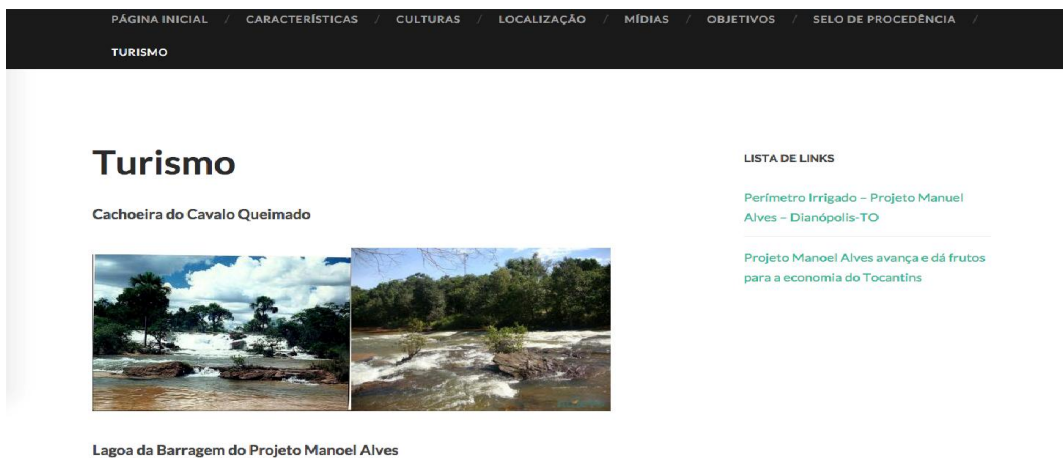 PÁGINA INICIAL / CARACTERÍSTICAS / CULTURAS / LOCALIZAÇÃO / MÍDIAS / OBJETIVOS / SELO DE PROCEDÊNCIA /
TURISMO
Turismo
Cachoeira do Cavalo Queimado
Lagoa da Barragem do Projeto Manoel Alves
LISTA DE LINKS
Perímetro Irrigado – Projeto Manuel
Alves – Dianópolis-TO
Projeto Manoel Alves avança e dá frutos
para a economia do Tocantins